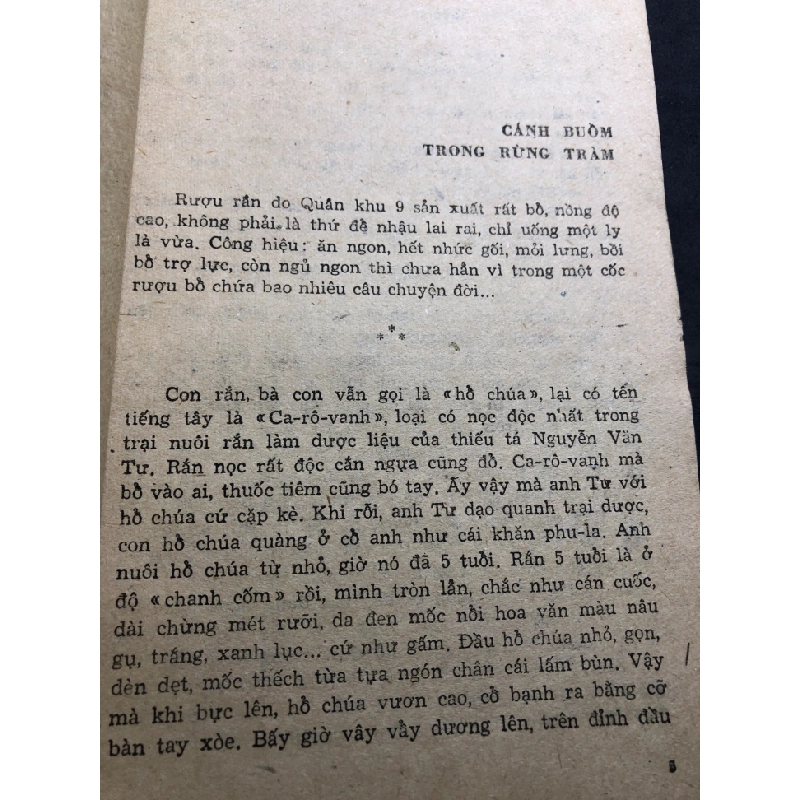 CÁNH BUỒM
TRONG RỪNG TRÀM
Rượu rắn do Quân khu 9 sản xuất rất bổ, nồng độ
cao, không phải là thứ để nhậu lai rai, chỉ uống một ly
là vừa. Công hiệu: ăn ngon, hết nhức gối, mỏi lưng, bồi
bổ trợ lực, còn ngủ ngon thì chưa hẳn vì trong một cốc
rượu bổ chứa bao nhiêu câu chuyện đời...
***
Con rắn, bà con vẫn gọi là «hổ chúa», lại có tên
tiếng tây là «Ca-rô-vanh», loại có nọc độc nhất trong
trại nuôi rắn làm dược liệu của thiếu tá Nguyễn Văn
Tư. Rắn nọc rất độc cắn ngựa cũng đổ. Ca-rô-vanh mà
bổ vào ai, thuốc tiêm cũng bó tay. Ấy vậy mà anh Tư với
hổ chúa cứ cặp kè. Khi rồi, anh Tư dạo quanh trại dược,
con hổ chúa quàng ở cổ anh như cái khăn phu-la. Anh
nuôi hổ chúa từ nhỏ, giờ nó đã 5 tuổi. Rắn 5 tuổi là ở
độ «chanh cốm» rồi, mình tròn lẳn, chắc như cán cuốc,
dài chừng mét rưỡi, da đen mốc nổi hoa văn màu nâu
gụ, trắng, xanh lục... cứ như gấm. Đầu hổ chúa nhỏ, gọn,
dèn dẹt, mốc thếch từa tựa ngón chân cái lấm bùn. Vậy
mà khi bực lên, hổ chúa vươn cao, cổ bạnh ra bằng cỡ
bàn tay xòe. Bấy giờ vây vẩy dương lên, trên đỉnh đầu
5